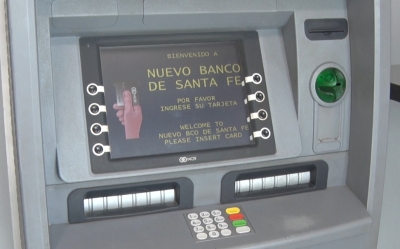 BIENVENIDO A
NUEVO BANCO
DE SANTA FE
POR FAVOR
INGRESE SU TARJETA
WELCOME TO
NUEVO BCO DE SANTA FE
PLEASE INSERT CARD
NCR